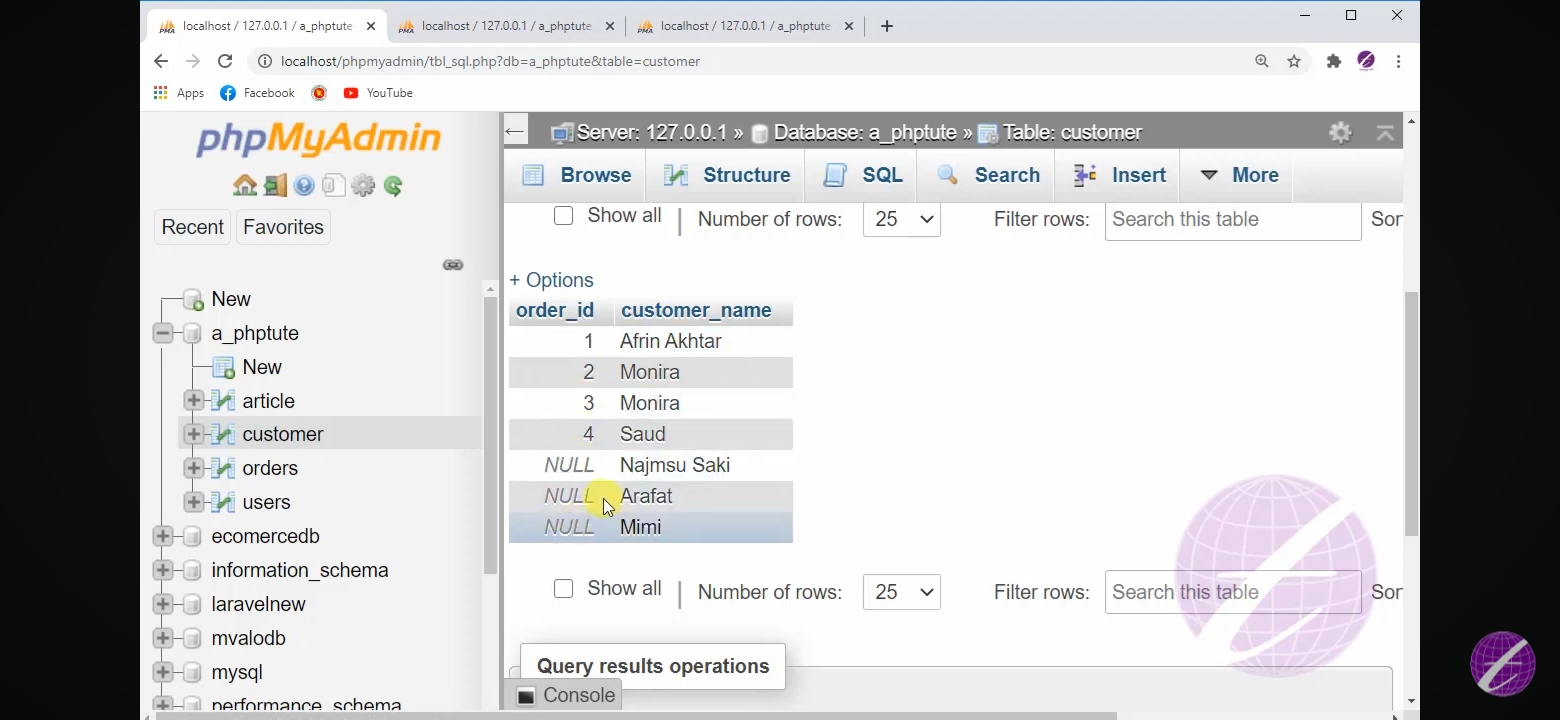 localhost / 127.0.0.1 / a_phptute
localhost / 127.0.0.1 / a_phptute
localhost / 127.0.0.1 / a_phptute
localhost/phpmyadmin/tbl_sql.php?db=a_phptute&table=customer
Apps Facebook YouTube
phpMyAdmin
Recent Favorites
New
a_phptute
New
article
customer
orders
users
ecomercedb
information_schema
laravelnew
mvalodb
mysql
performance_schema
Server: 127.0.0.1 » Database: a_phptute » Table: customer
Browse Structure SQL Search Insert More
Show all | Number of rows: 25 Filter rows: Search this table Sor
+ Options
order_id customer_name
1 Afrin Akhtar
2 Monira
3 Monira
4 Saud
NULL Najmsu Saki
NULL Arafat
NULL Mimi
Show all | Number of rows: 25 Filter rows: Search this table Sor
Query results operations
Console